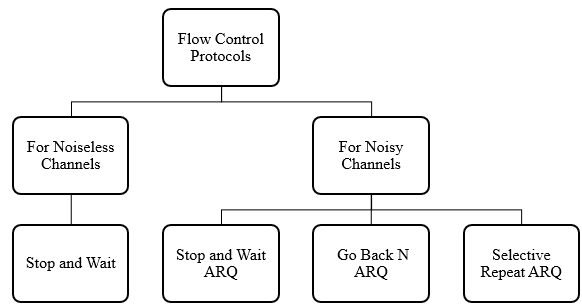 Flow Control
Protocols
For Noiseless
Channels
For Noisy
Channels
Stop and Wait
Stop and Wait
ARQ
Go Back N
ARQ
Selective
Repeat ARQ